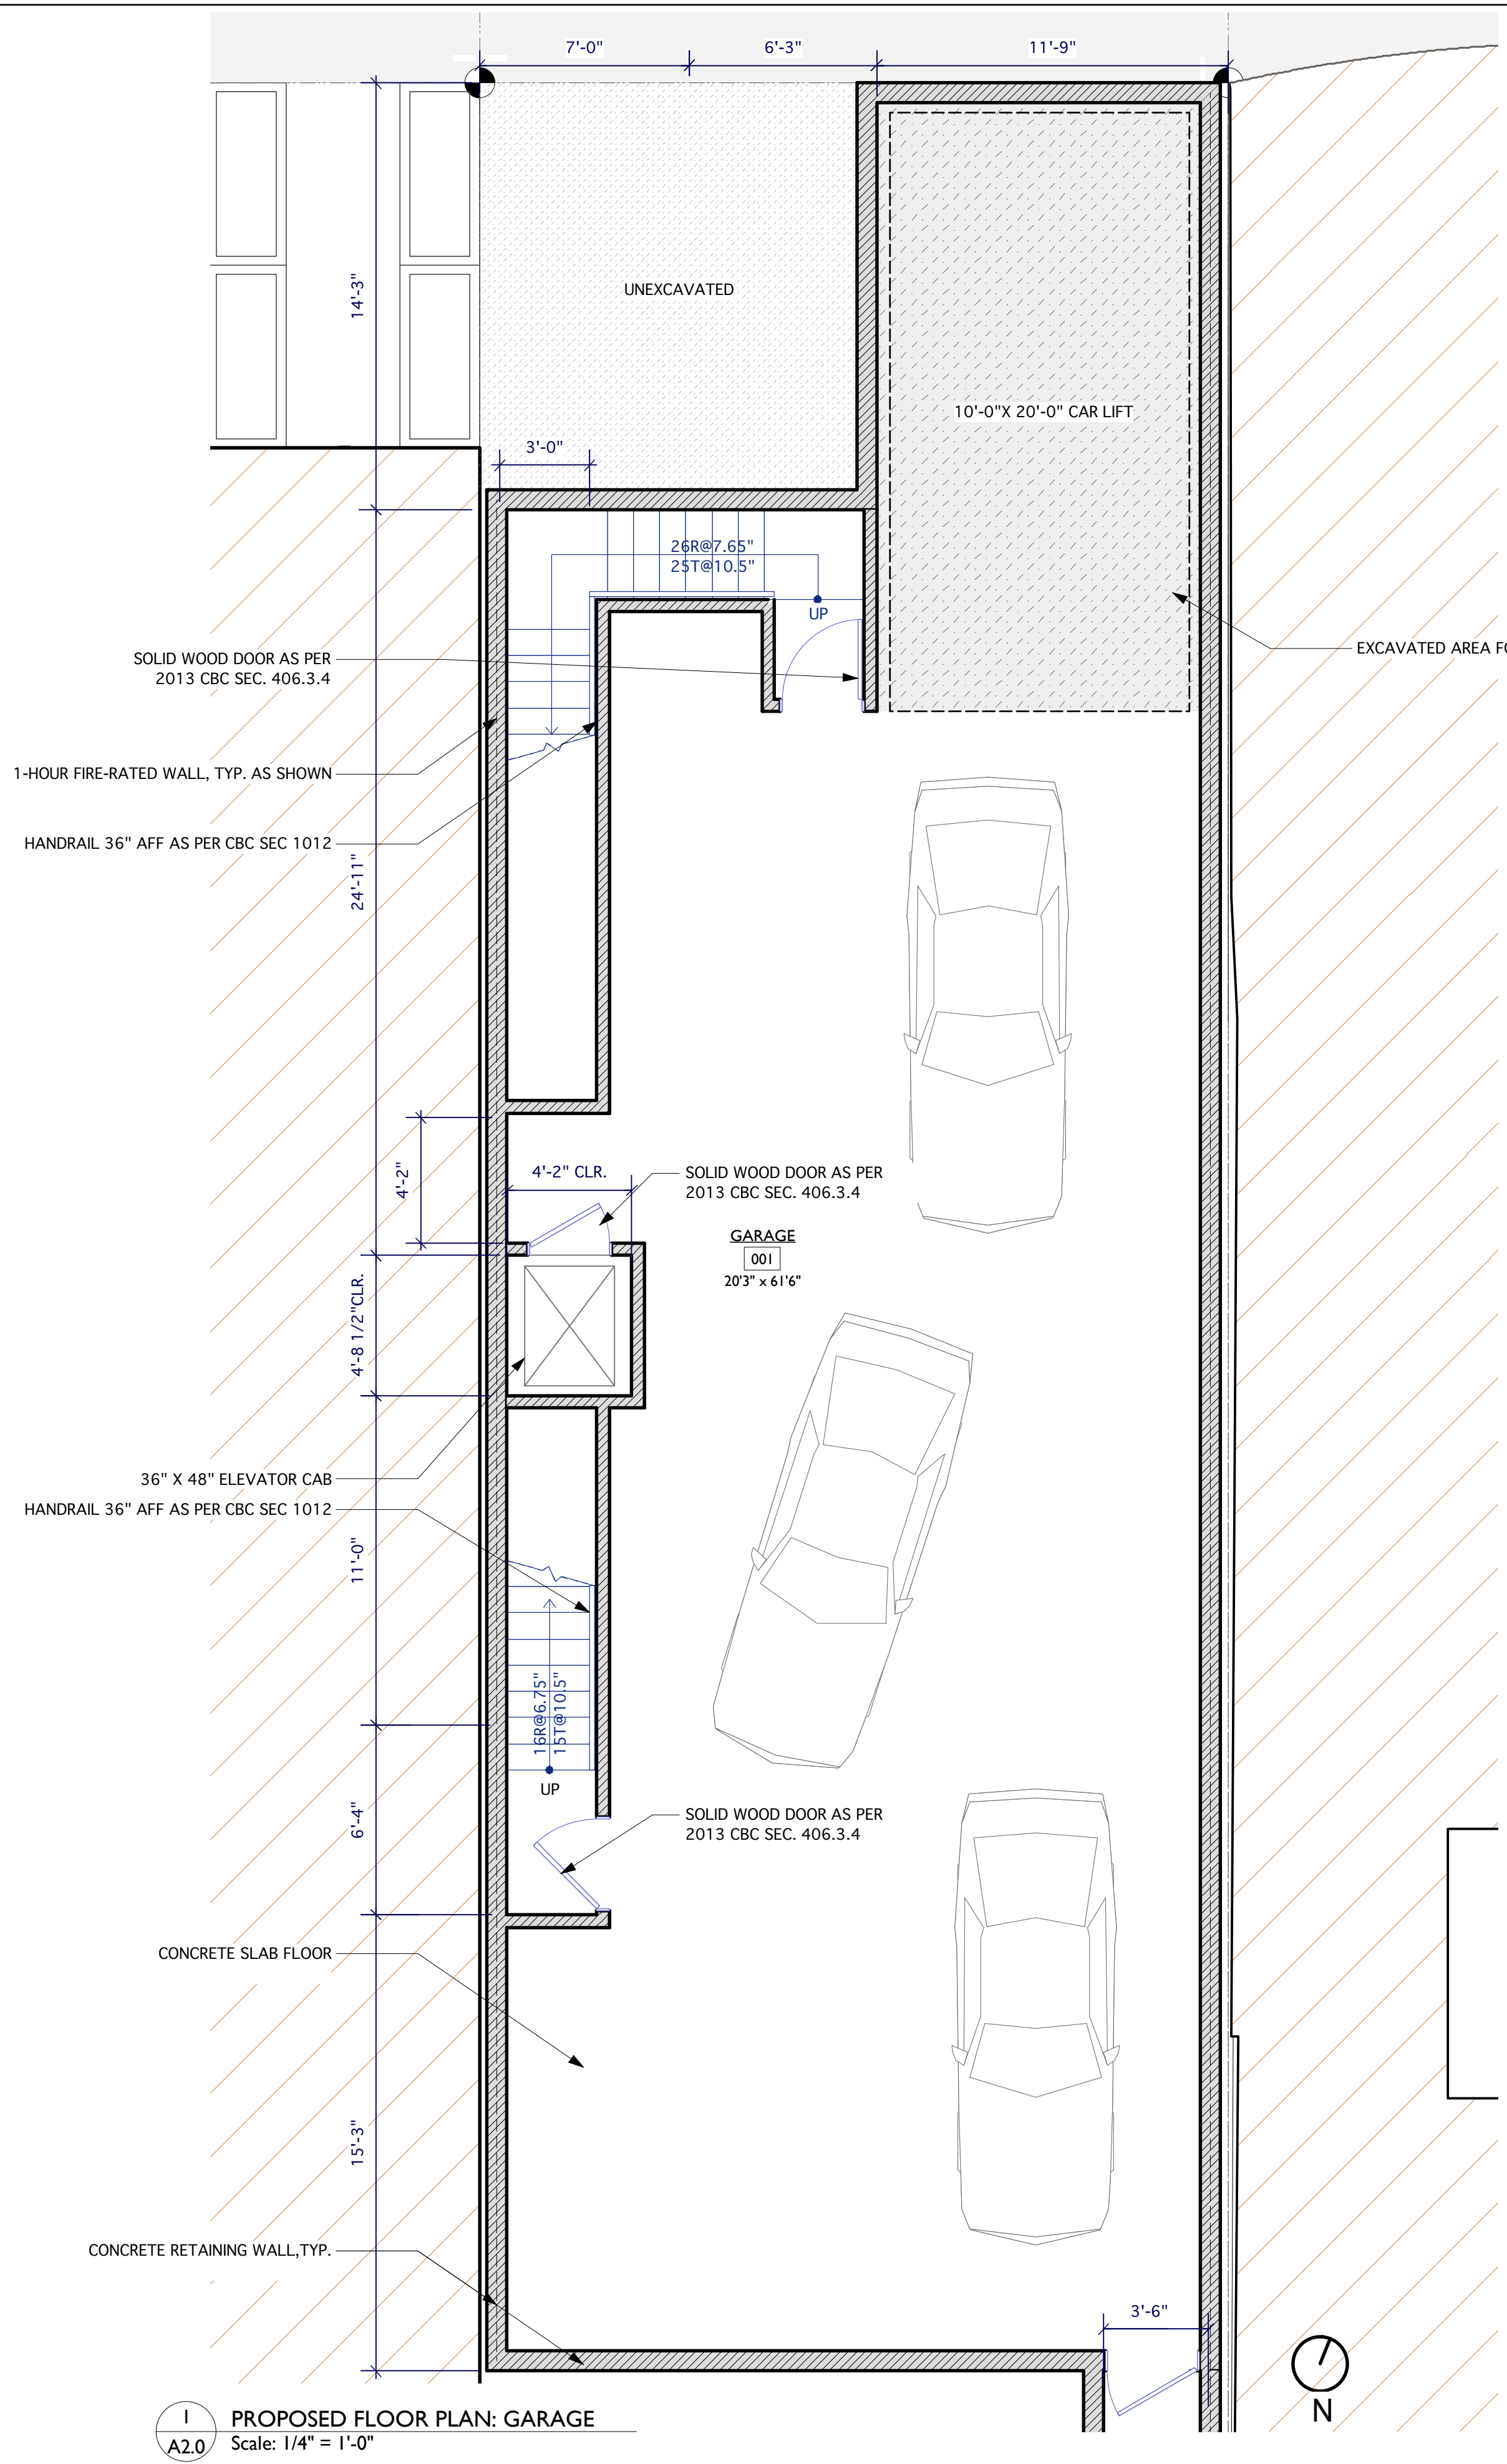 7'-0"
6'-3"
11'-9"
14'-3"
UNEXCAVATED
10'-0"X 20'-0" CAR LIFT
3'-0"
26R@7.65"
25T@10.5"
UP
EXCAVATED AREA FO
SOLID WOOD DOOR AS PER
2013 CBC SEC. 406.3.4
1-HOUR FIRE-RATED WALL, TYP. AS SHOWN
HANDRAIL 36" AFF AS PER CBC SEC 1012
24'-11"
4'-2"
4'-2" CLR.
SOLID WOOD DOOR AS PER
2013 CBC SEC. 406.3.4
GARAGE
001
20'3" x 61'6"
4'-8 1/2"CLR.
36" X 48" ELEVATOR CAB
HANDRAIL 36" AFF AS PER CBC SEC 1012
11'-0"
16R@6.75"
15T@10.5"
UP
6'-4"
SOLID WOOD DOOR AS PER
2013 CBC SEC. 406.3.4
CONCRETE SLAB FLOOR
15'-3"
CONCRETE RETAINING WALL,TYP.
3'-6"
N
1
A2.0
PROPOSED FLOOR PLAN: GARAGE
Scale: 1/4" = 1'-0"